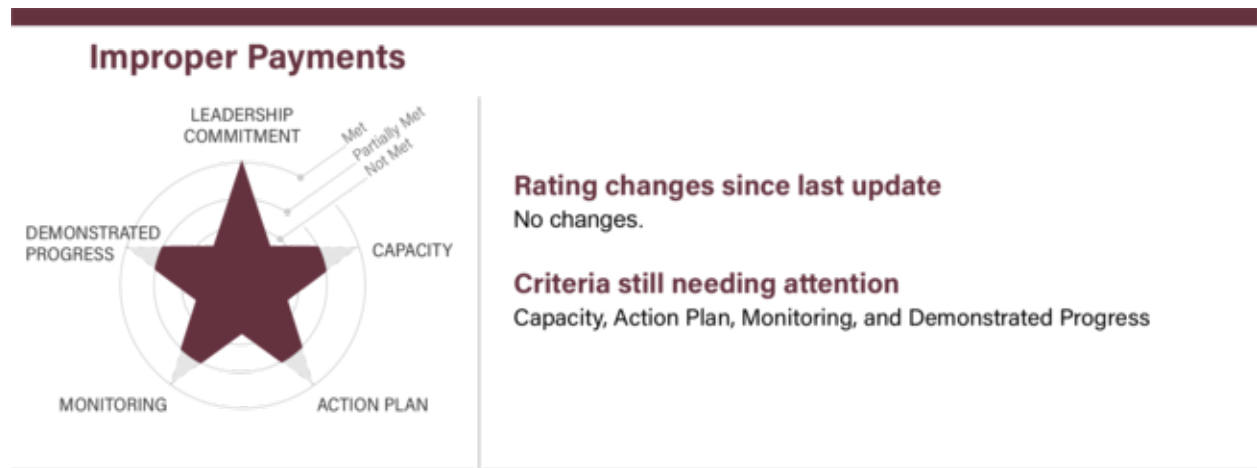 Improper Payments
LEADERSHIP
COMMITMENT
Met
Partially Met
Not Met
DEMONSTRATED
PROGRESS
CAPACITY
MONITORING
ACTION PLAN
Rating changes since last update
No changes.
Criteria still needing attention
Capacity, Action Plan, Monitoring, and Demonstrated Progress